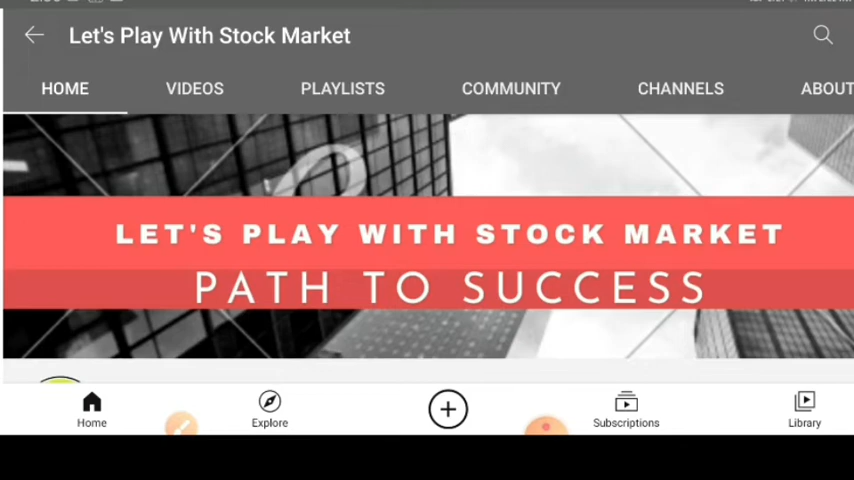 Let's Play With Stock Market
HOME VIDEOS PLAYLISTS COMMUNITY CHANNELS ABOUT
LET'S PLAY WITH STOCK MARKET
PATH TO SUCCESS
Home Explore Subscriptions Library